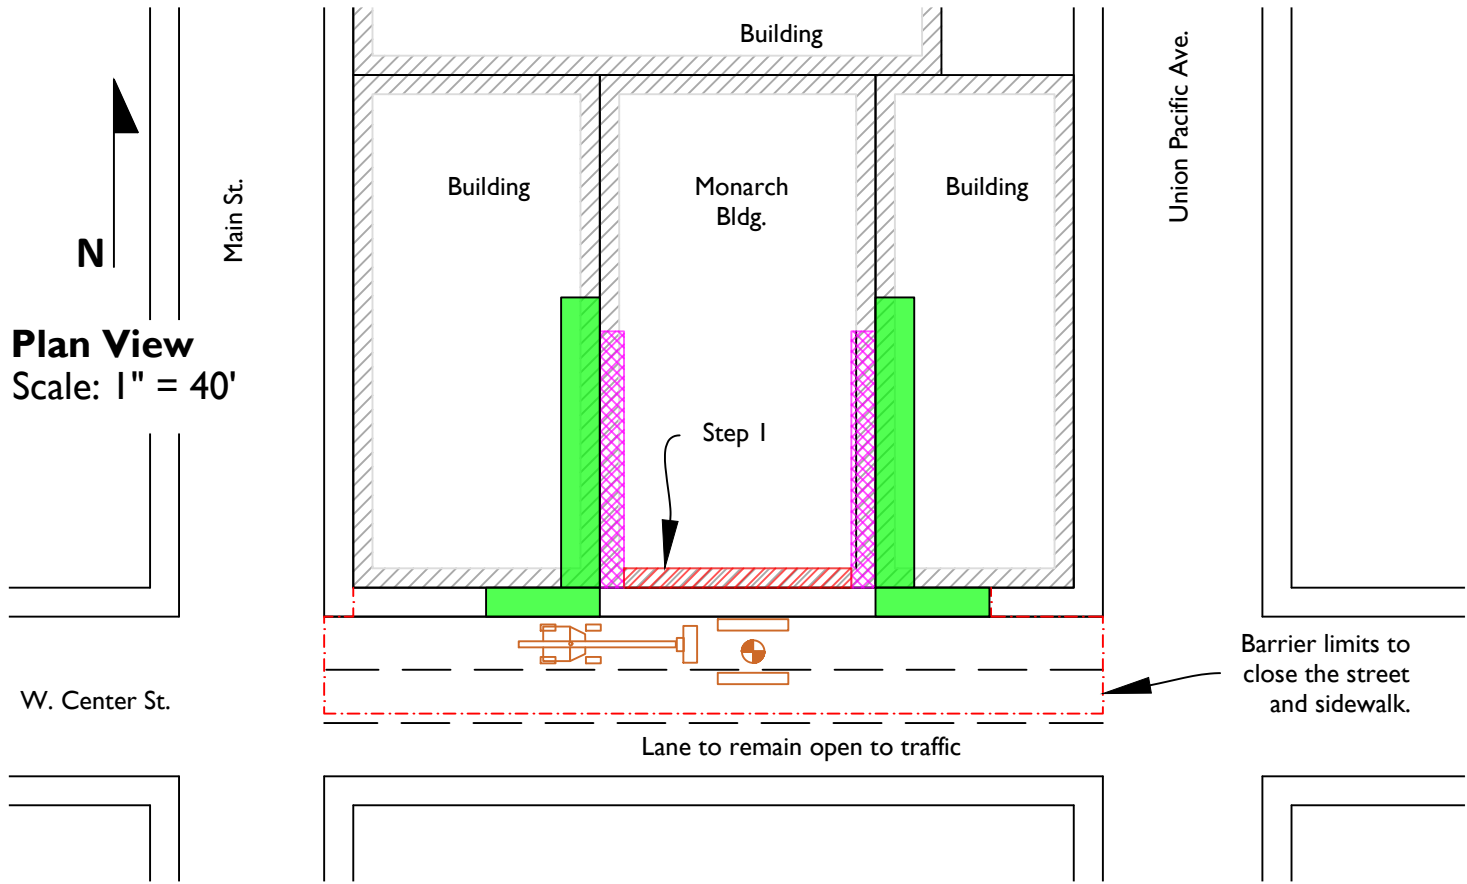 Building
Union Pacific Ave.
Main St.
Building
Monarch
Bldg.
Building
N
Plan View
Scale: 1" = 40'
Step 1
Barrier limits to
close the street
and sidewalk.
W. Center St.
Lane to remain open to traffic